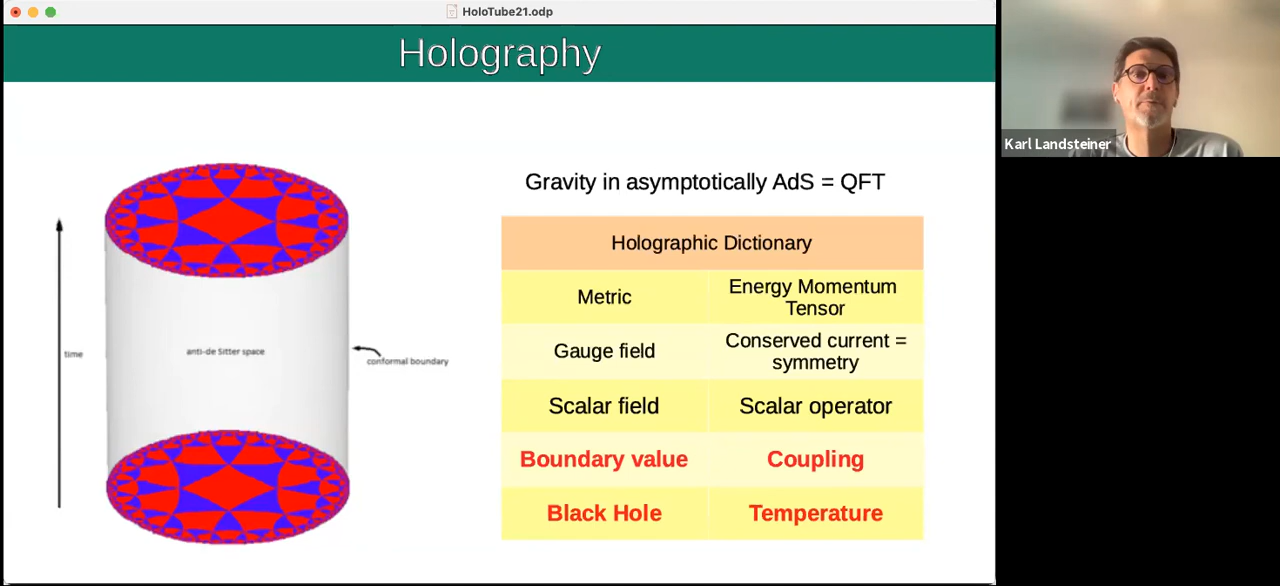 HoloTube21.odp
Holography
Karl Landsteiner
Gravity in asymptotically AdS = QFT
Holographic Dictionary
Metric
Energy Momentum
Tensor
Gauge field
Conserved current =
symmetry
Scalar field
Scalar operator
Boundary value
Coupling
Black Hole
Temperature
time
anti-de Sitter space
conformal boundary